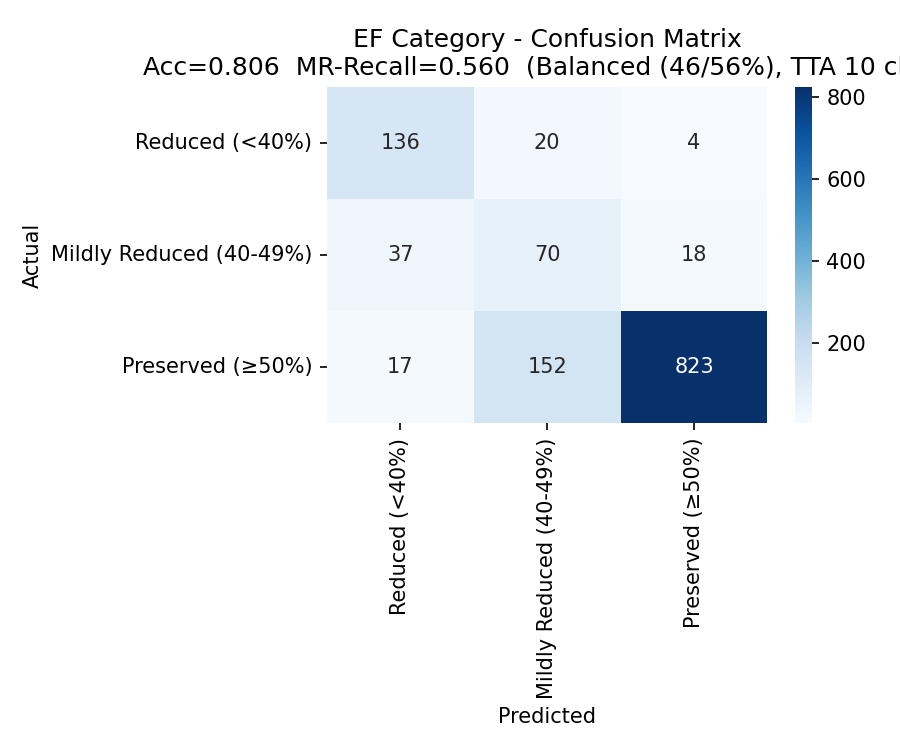 EF Category - Confusion Matrix
Acc=0.806  MR-Recall=0.560  (Balanced (46/56%), TTA 10 cl
Actual
Reduced (<40%)
136 20 4
Mildly Reduced (40-49%)
37 70 18
Preserved (≥50%)
17 152 823
800
600
400
200
Reduced (<40%)
Mildly Reduced (40-49%)
Preserved (≥50%)
Predicted